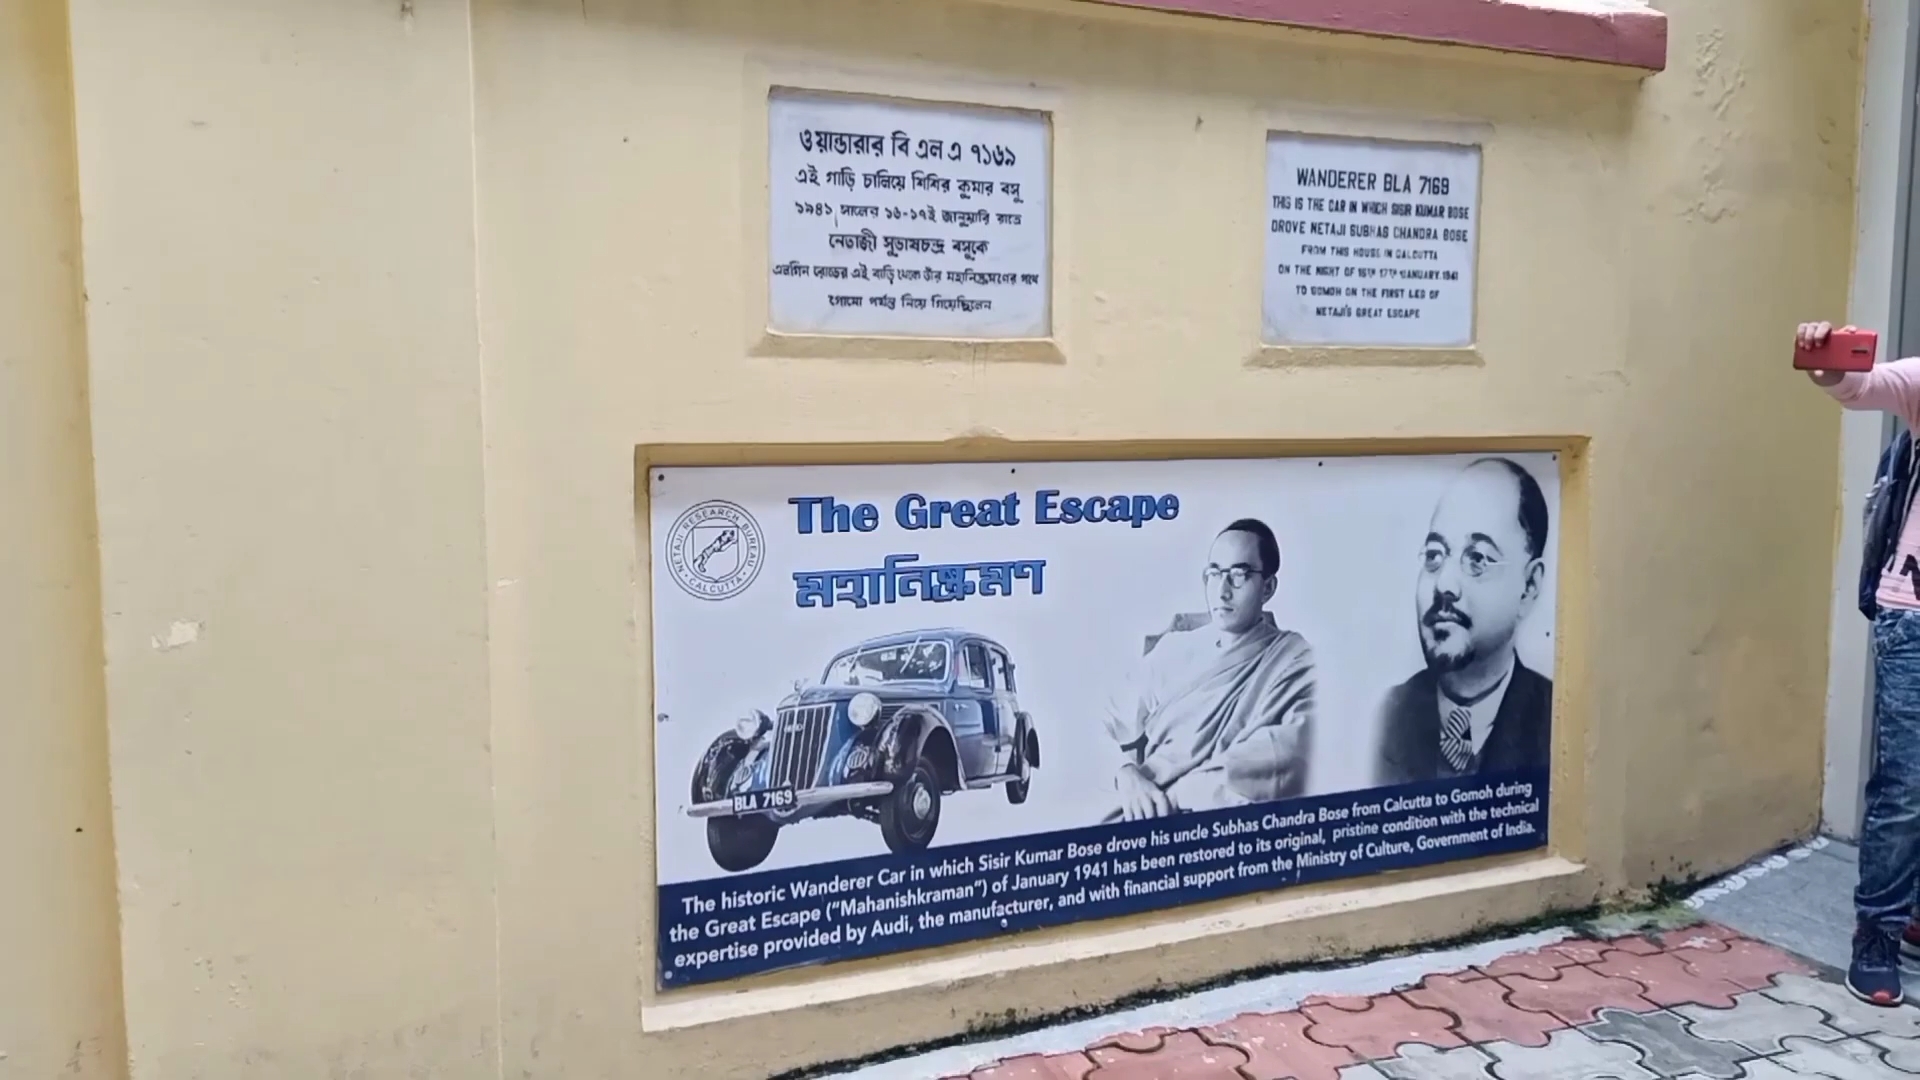 ওয়ান্ডারার বি এল এ ৭১৬৯
এই গাড়ি চালিয়ে শিশির কুমার বসু
১৯৪১ সালের ১৬-১৭ই জানুয়ারি রাতে
নেতাজী সুভাষচন্দ্র বসুকে
এলগিন রোডের এই বাড়ি থেকে তাঁর মহানিষ্ক্রমণের পথে
গোমো পর্যন্ত নিয়ে গিয়েছিলেন
WANDERER BLA 7169
THIS IS THE CAR IN WHICH SISIR KUMAR BOSE
DROVE NETAJI SUBHAS CHANDRA BOSE
FROM THIS HOUSE IN CALCUTTA
ON THE NIGHT OF 16TH 17TH JANUARY 1941
TO GOMOH ON THE FIRST LEG OF
NETAJI'S GREAT ESCAPE
NETAJI RESEARCH BUREAU
CALCUTTA
The Great Escape
মহানিষ্ক্রমণ
BLA 7169
The historic Wanderer Car in which Sisir Kumar Bose drove his uncle Subhas Chandra Bose from Calcutta to Gomoh during
the Great Escape ("Mahanishkraman") of January 1941 has been restored to its original, pristine condition with the technical
expertise provided by Audi, the manufacturer, and with financial support from the Ministry of Culture, Government of India.